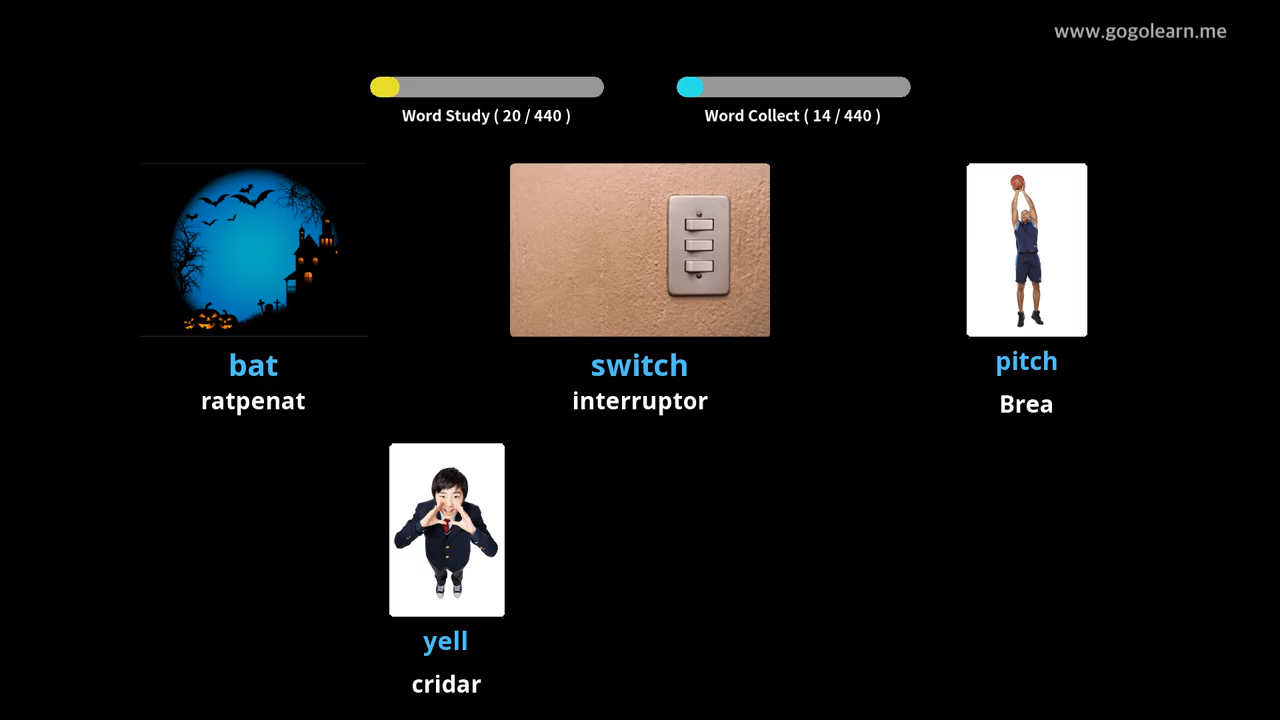 www.gogolearn.me
Word Study ( 20 / 440 )
Word Collect ( 14 / 440 )
bat
ratpenat
switch
interruptor
pitch
Brea
yell
cridar